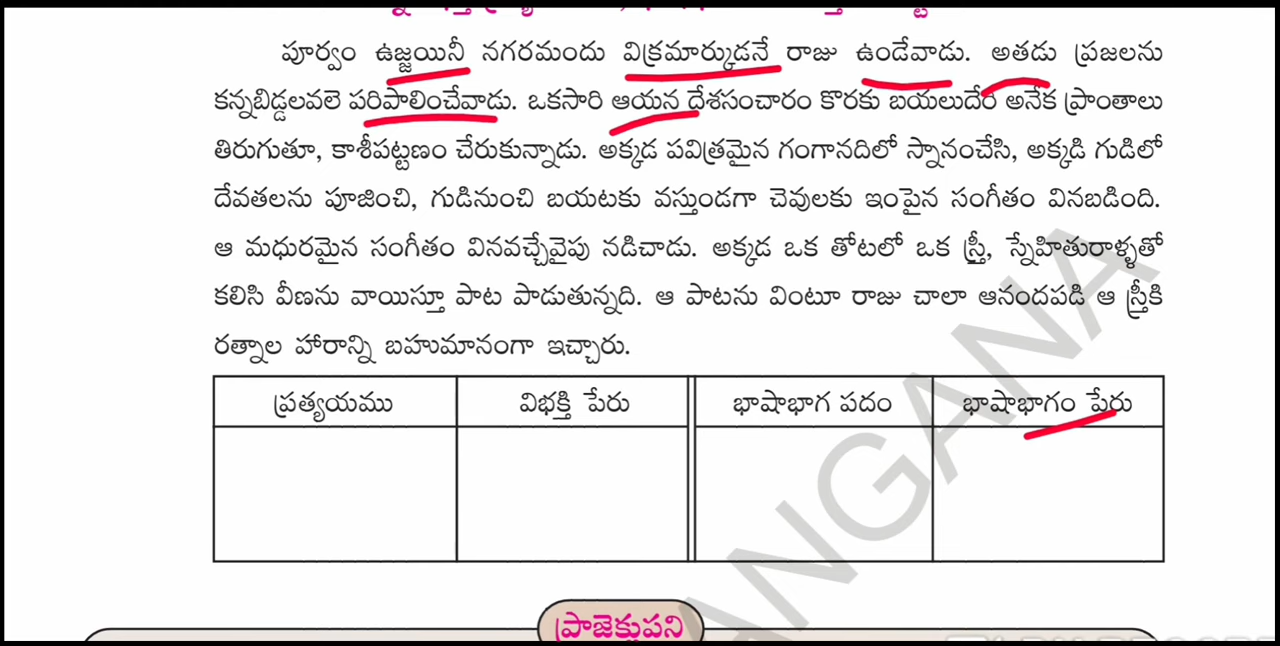 పూర్వం ఉజ్జయినీ నగరమందు విక్రమార్కుడనే రాజు ఉండేవాడు. అతడు ప్రజలను
కన్నబిడ్డలవలె పరిపాలించేవాడు. ఒకసారి ఆయన దేశసంచారం కొరకు బయలుదేరి అనేక ప్రాంతాలు
తిరుగుతూ, కాశీపట్టణం చేరుకున్నాడు. అక్కడ పవిత్రమైన గంగానదిలో స్నానంచేసి, అక్కడి గుడిలో
దేవతలను పూజించి, గుడినుంచి బయటకు వస్తుండగా చెవులకు ఇంపైన సంగీతం వినబడింది.
ఆ మధురమైన సంగీతం వినవచ్చేవైపు నడిచాడు. అక్కడ ఒక తోటలో ఒక స్త్రీ, స్నేహితురాళ్ళతో
కలిసి వీణను వాయిస్తూ పాట పాడుతున్నది. ఆ పాటను వింటూ రాజు చాలా ఆనందపడి ఆ స్త్రీకి
రత్నాల హారాన్ని బహుమానంగా ఇచ్చారు.
ప్రత్యయము విభక్తి పేరు భాషాభాగ పదం భాషాభాగం పేరు
ప్రాజెక్టుపని